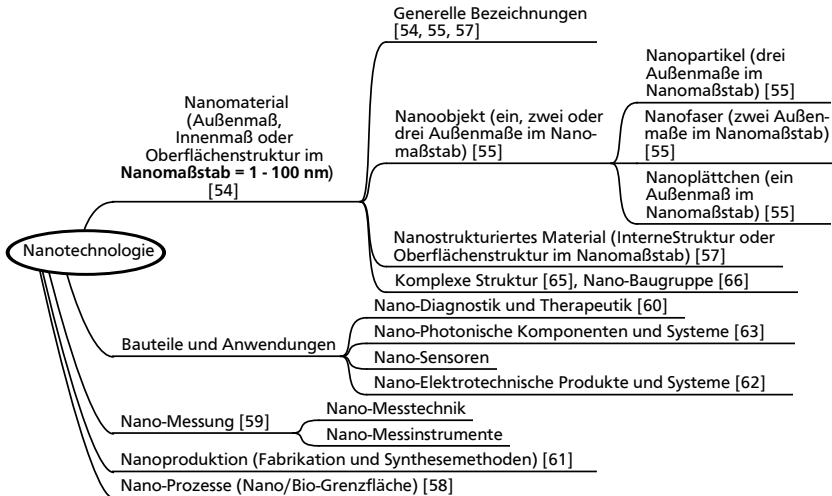 Generelle Bezeichnungen
[54, 55, 57]
Nanomaterial
(Außenmaß,
Innenmaß oder
Oberflächenstruktur im
Nanomaßstab = 1 - 100 nm)
[54]
Nanoobjekt (ein, zwei oder
drei Außenmaße im Nano-
maßstab) [55]
Nanopartikel (drei
Außenmaße im
Nanomaßstab) [55]
Nanofaser (zwei Außen-
maße im Nanomaßstab)
[55]
Nanoplättchen (ein
Außenmaß im
Nanomaßstab) [55]
Nanostrukturiertes Material (InterneStruktur oder
Oberflächenstruktur im Nanomaßstab) [57]
Komplexe Struktur [65], Nano-Baugruppe [66]
Nanotechnologie
Bauteile und Anwendungen
Nano-Diagnostik und Therapeutik [60]
Nano-Photonische Komponenten und Systeme [63]
Nano-Sensoren
Nano-Elektrotechnische Produkte und Systeme [62]
Nano-Messung [59]
Nano-Messtechnik
Nano-Messinstrumente
Nanoproduktion (Fabrikation und Synthesemethoden) [61]
Nano-Prozesse (Nano/Bio-Grenzfläche) [58]